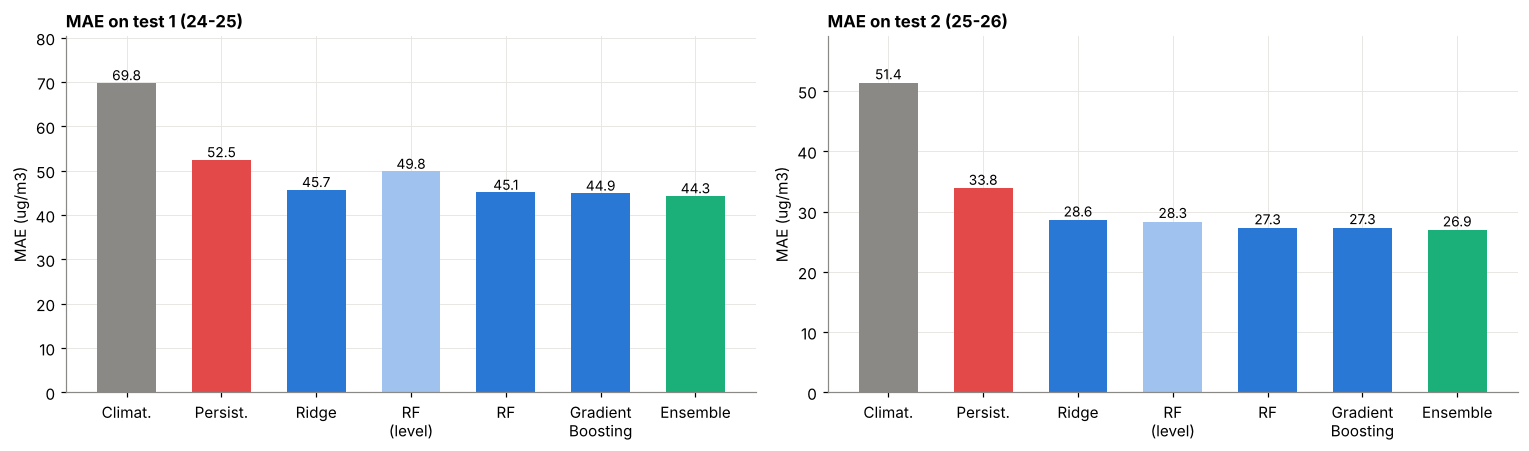 MAE on test 1 (24-25)
MAE (ug/m3)
80
70
60
50
40
30
20
10
0
69.8
52.5
45.7
49.8
45.1
44.9
44.3
Climat.
Persist.
Ridge
RF
(level)
RF
Gradient
Boosting
Ensemble
MAE on test 2 (25-26)
MAE (ug/m3)
50
40
30
20
10
0
51.4
33.8
28.6
28.3
27.3
27.3
26.9
Climat.
Persist.
Ridge
RF
(level)
RF
Gradient
Boosting
Ensemble